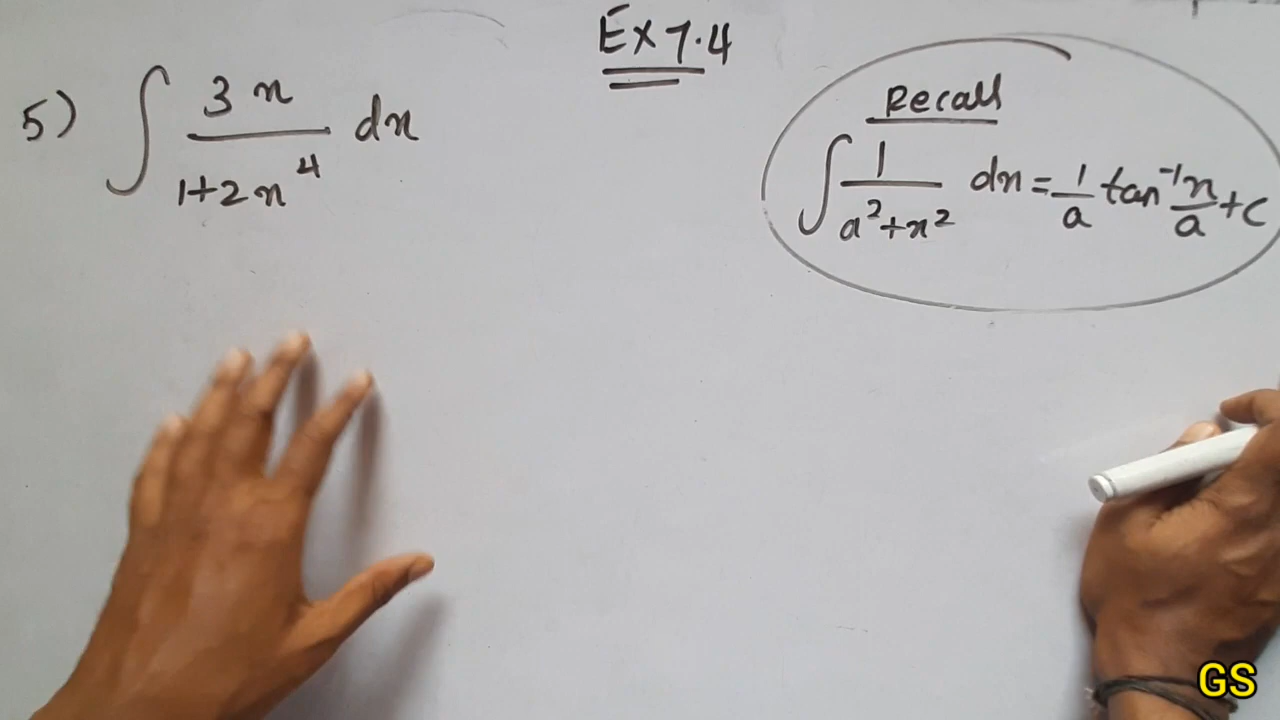 Ex 7.4
5) ∫ 3x / 1+2x⁴ dx
Recall
∫ 1 / a²+x² dx = 1/a tan⁻¹ x/a + C
GS